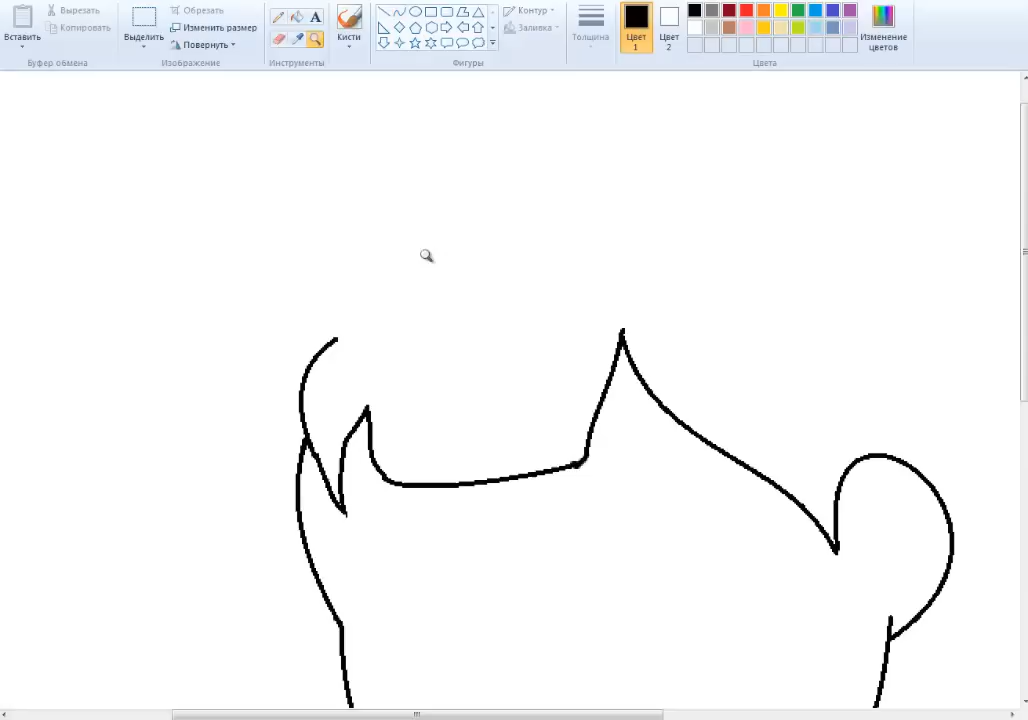 Вставить
Вырезать
Копировать
Буфер обмена
Выделить
Обрезать
Изменить размер
Повернуть
Изображение
A
Инструменты
Кисти
Контур
Заливка
Фигуры
Толщина
Цвет
1
Цвет
2
Изменение
цветов
Цвета